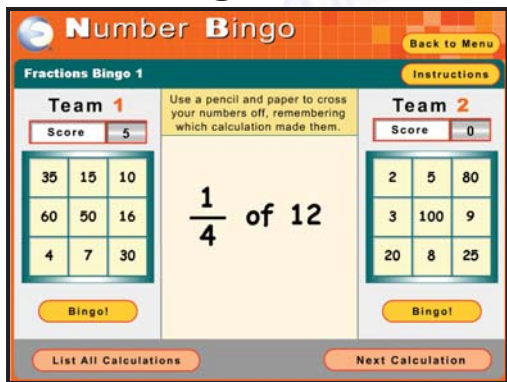 Number Bingo
Back to Menu
Fractions Bingo 1
Instructions
Team 1
Score 5
35 15 10
60 50 16
4 7 30
Bingo!
Use a pencil and paper to cross
your numbers off, remembering
which calculation made them.
1
4
of 12
Team 2
Score 0
2 5 80
3 100 9
20 8 25
Bingo!
List All Calculations
Next Calculation